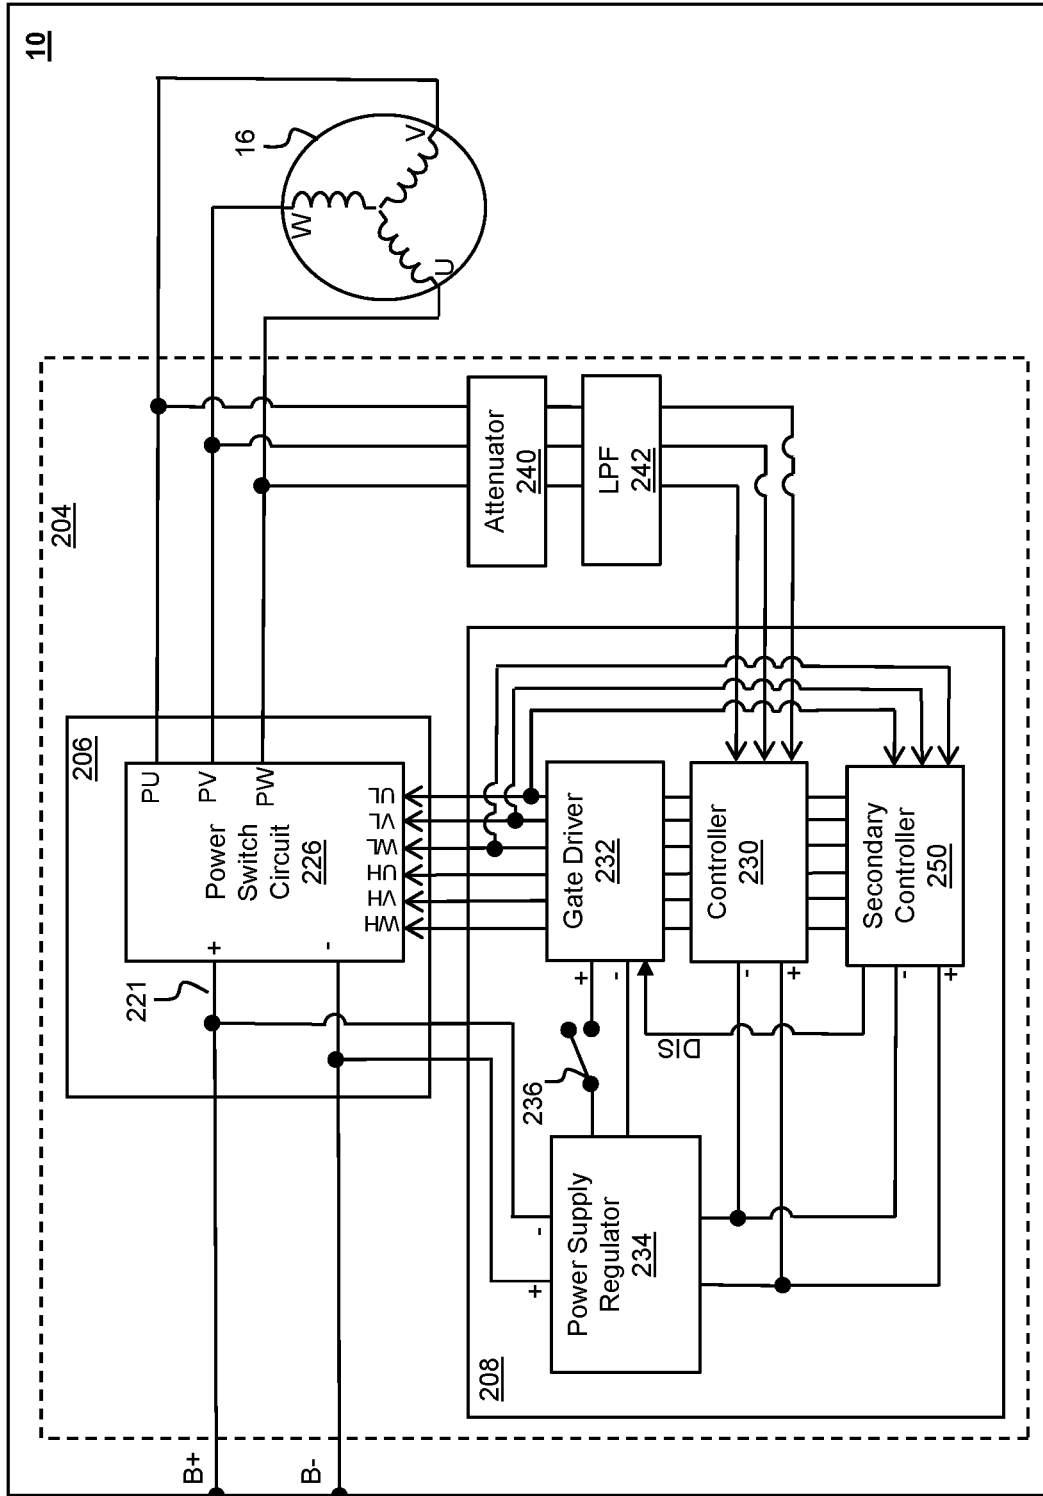 10
204
206
221
B+
B-
Power
Switch
Circuit
226
+
-
PU
PV
PW
WH
VH
UH
WL
VL
UL
16
W
V
U
Attenuator
240
LPF
242
208
Power Supply
Regulator
234
+
-
236
Gate Driver
232
+
-
DIS
Controller
230
-
+
Secondary
Controller
250
-
+